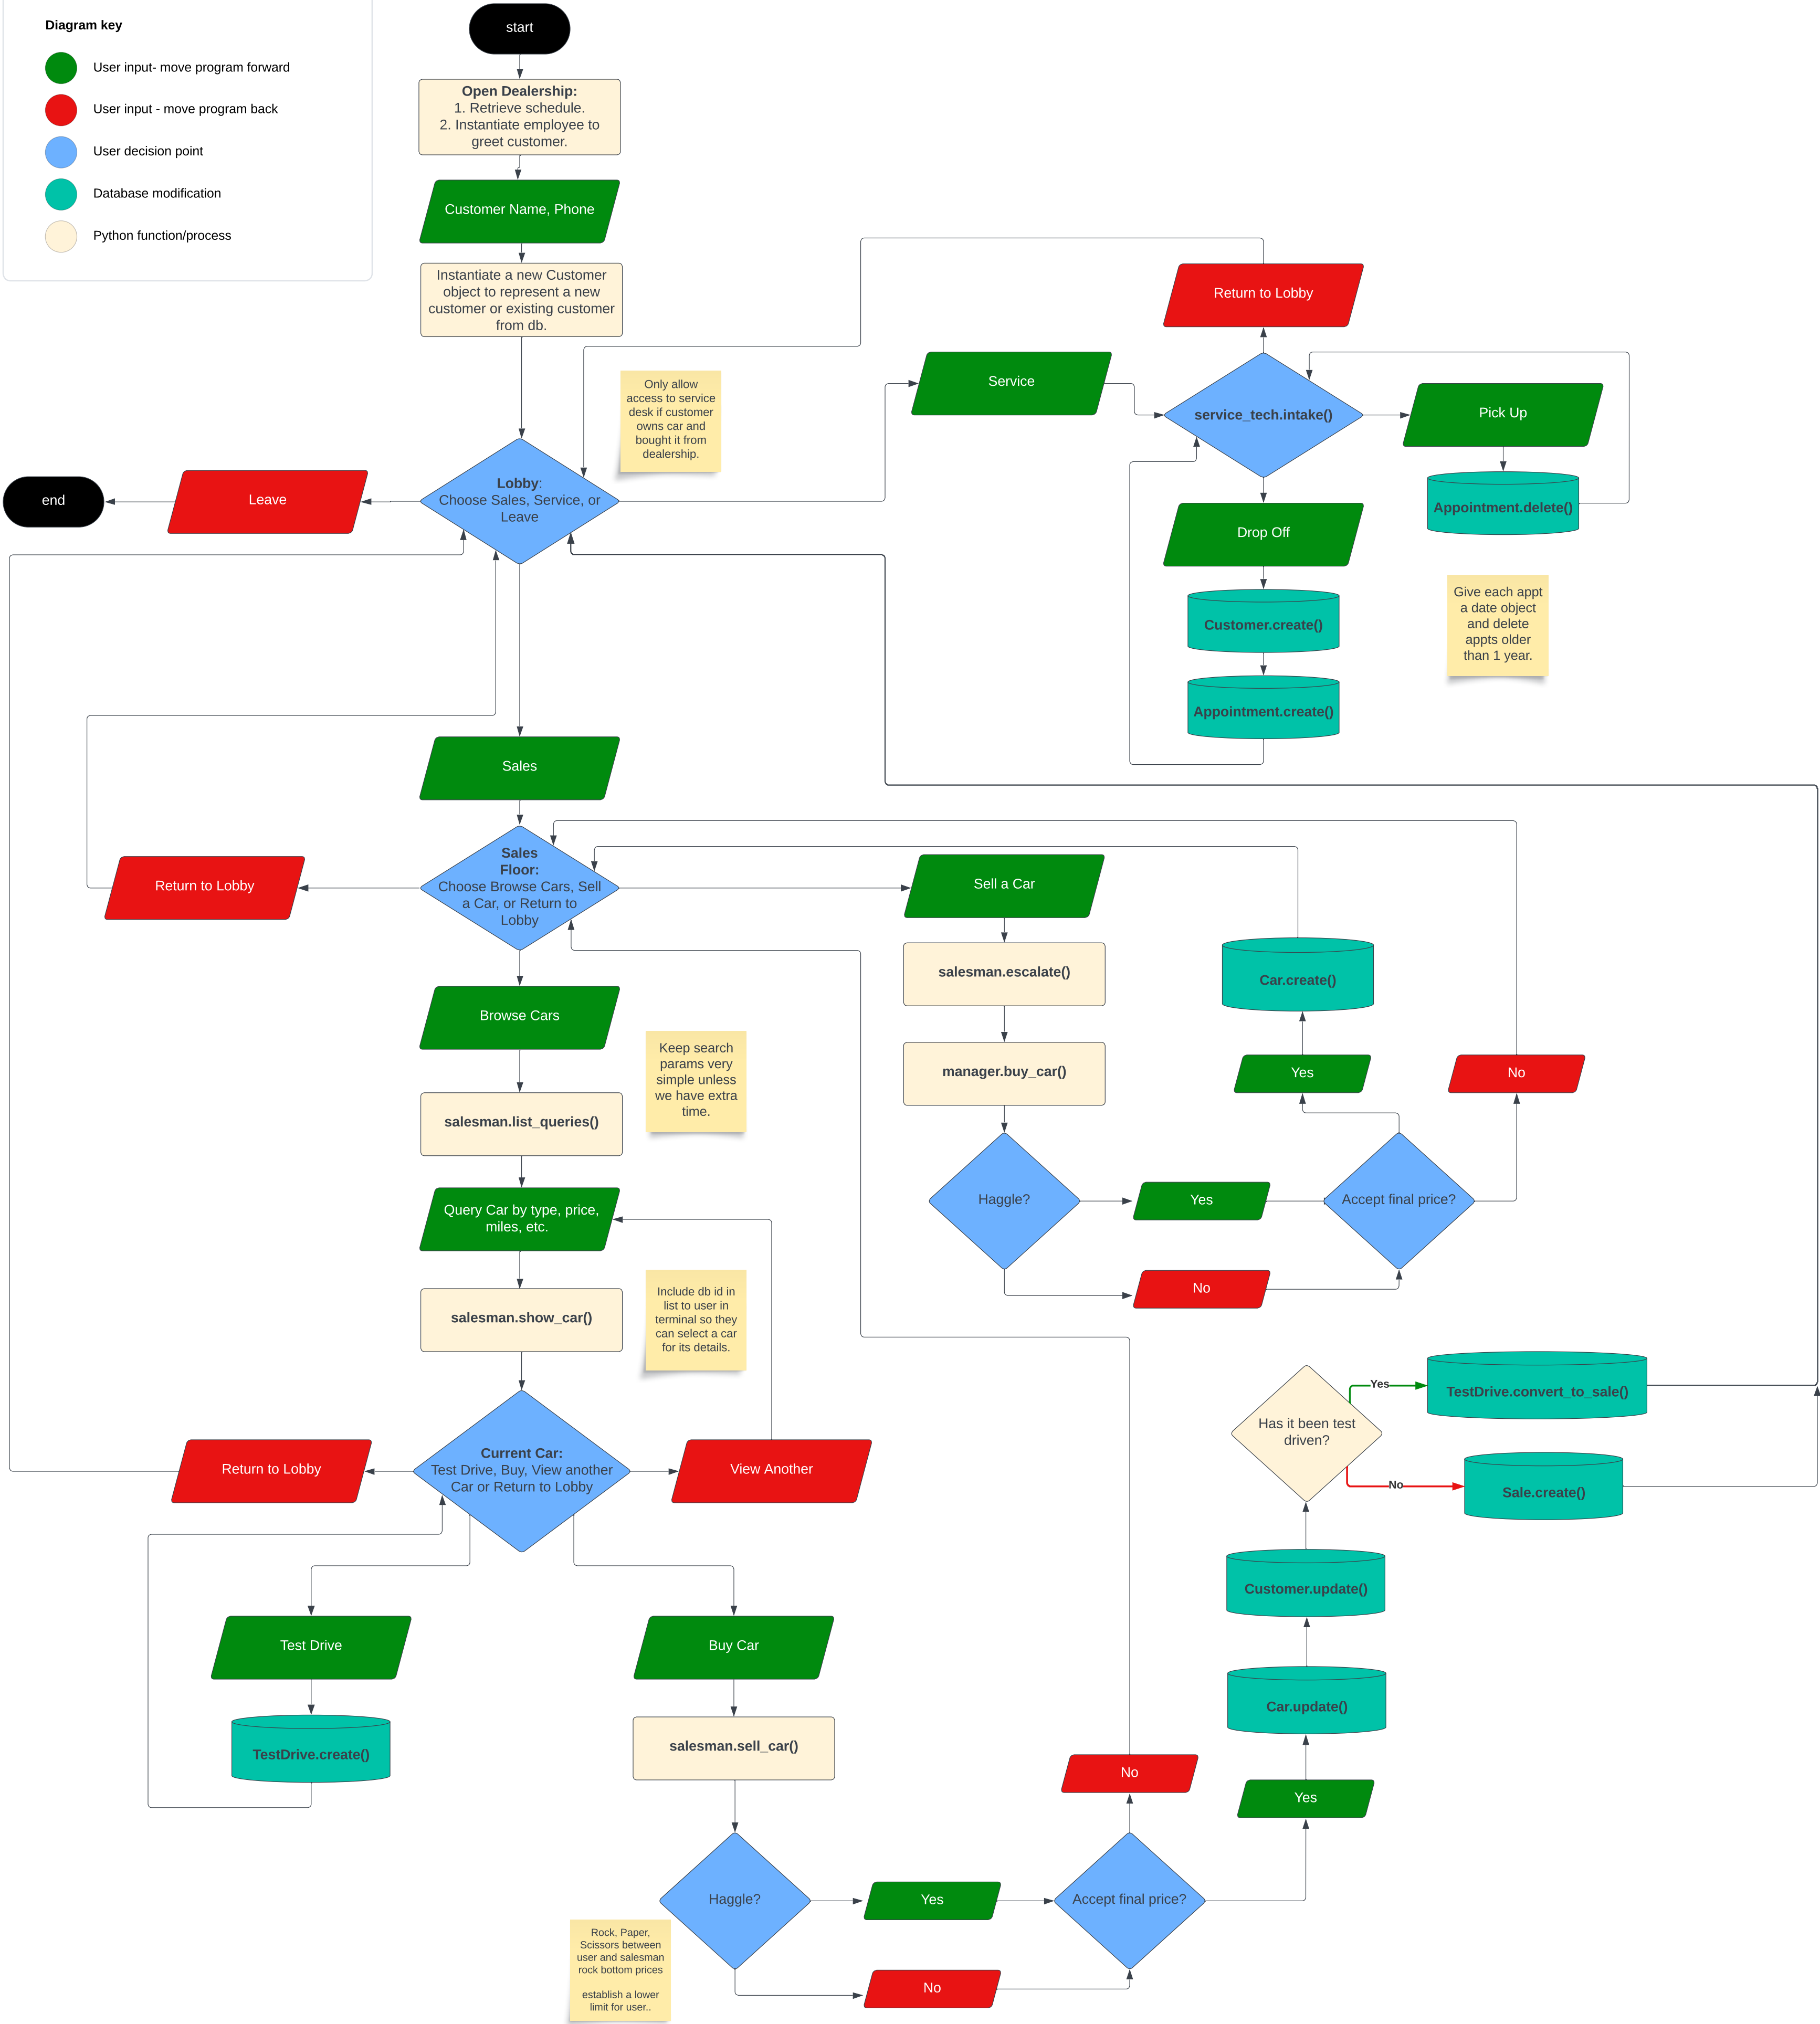 Diagram key
User input- move program forward
User input - move program back
User decision point
Database modification
Python function/process
start
Open Dealership:
1. Retrieve schedule.
2. Instantiate employee to
greet customer.
Customer Name, Phone
Instantiate a new Customer
object to represent a new
customer or existing customer
from db.
Only allow
access to service
desk if customer
owns car and
bought it from
dealership.
Lobby:
Choose Sales, Service, or
Leave
Leave
end
Service
Return to Lobby
service_tech.intake()
Pick Up
Appointment.delete()
Drop Off
Customer.create()
Appointment.create()
Give each appt
a date object
and delete
appts older
than 1 year.
Sales
Sales
Floor:
Choose Browse Cars, Sell
a Car, or Return to
Lobby
Return to Lobby
Sell a Car
salesman.escalate()
manager.buy_car()
Haggle?
Yes
No
Accept final price?
Yes
No
Car.create()
Browse Cars
Keep search
params very
simple unless
we have extra
time.
salesman.list_queries()
Query Car by type, price,
miles, etc.
salesman.show_car()
Include db id in
list to user in
terminal so they
can select a car
for its details.
Current Car:
Test Drive, Buy, View another
Car or Return to Lobby
Return to Lobby
View Another
Test Drive
TestDrive.create()
Buy Car
salesman.sell_car()
Haggle?
Rock, Paper,
Scissors between
user and salesman
rock bottom prices
establish a lower
limit for user..
Yes
No
Accept final price?
No
Yes
Car.update()
Customer.update()
Has it been test
driven?
Yes
TestDrive.convert_to_sale()
No
Sale.create()